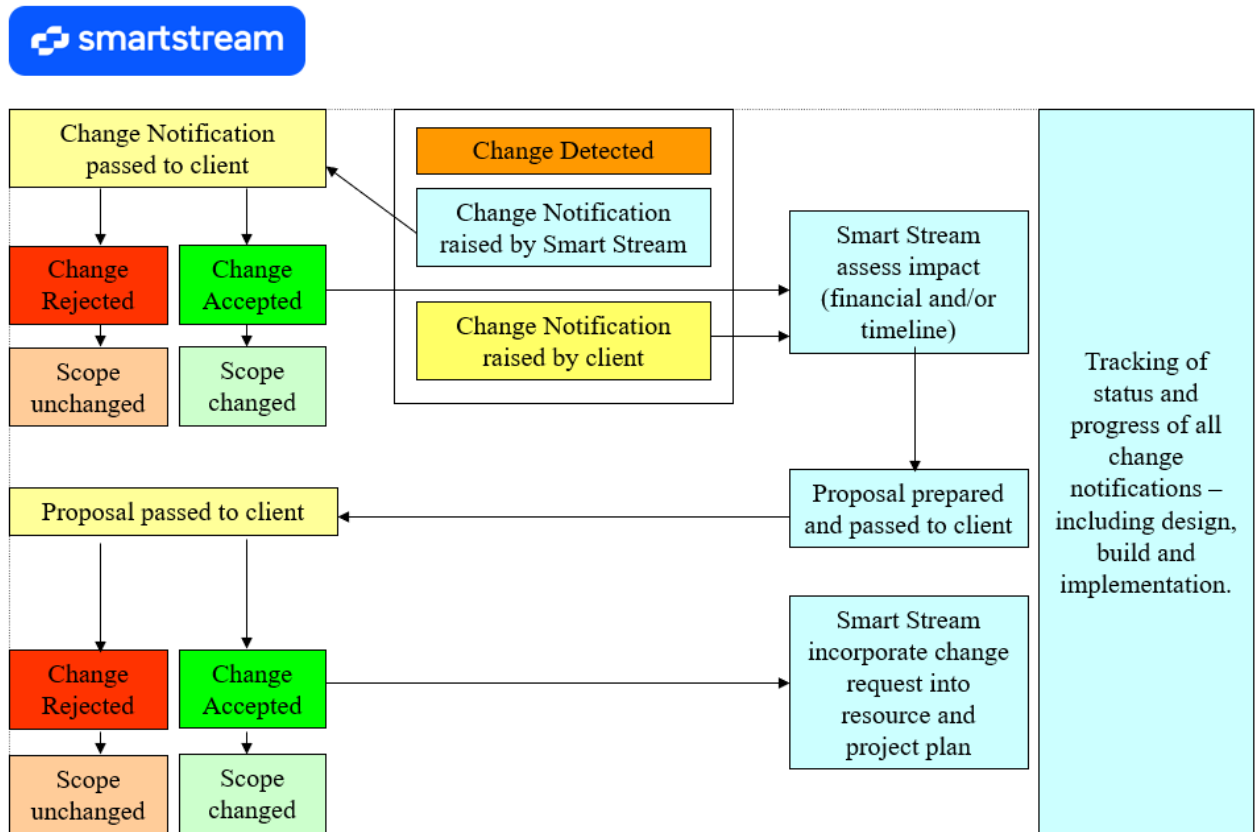 smartstream
Change Notification
passed to client
Change
Rejected
Change
Accepted
Scope
unchanged
Scope
changed
Change Detected
Change Notification
raised by Smart Stream
Change Notification
raised by client
Smart Stream
assess impact
(financial and/or
timeline)
Proposal prepared
and passed to client
Proposal passed to client
Change
Rejected
Change
Accepted
Scope
unchanged
Scope
changed
Smart Stream
incorporate change
request into
resource and
project plan
Tracking of
status and
progress of all
change
notifications –
including design,
build and
implementation.